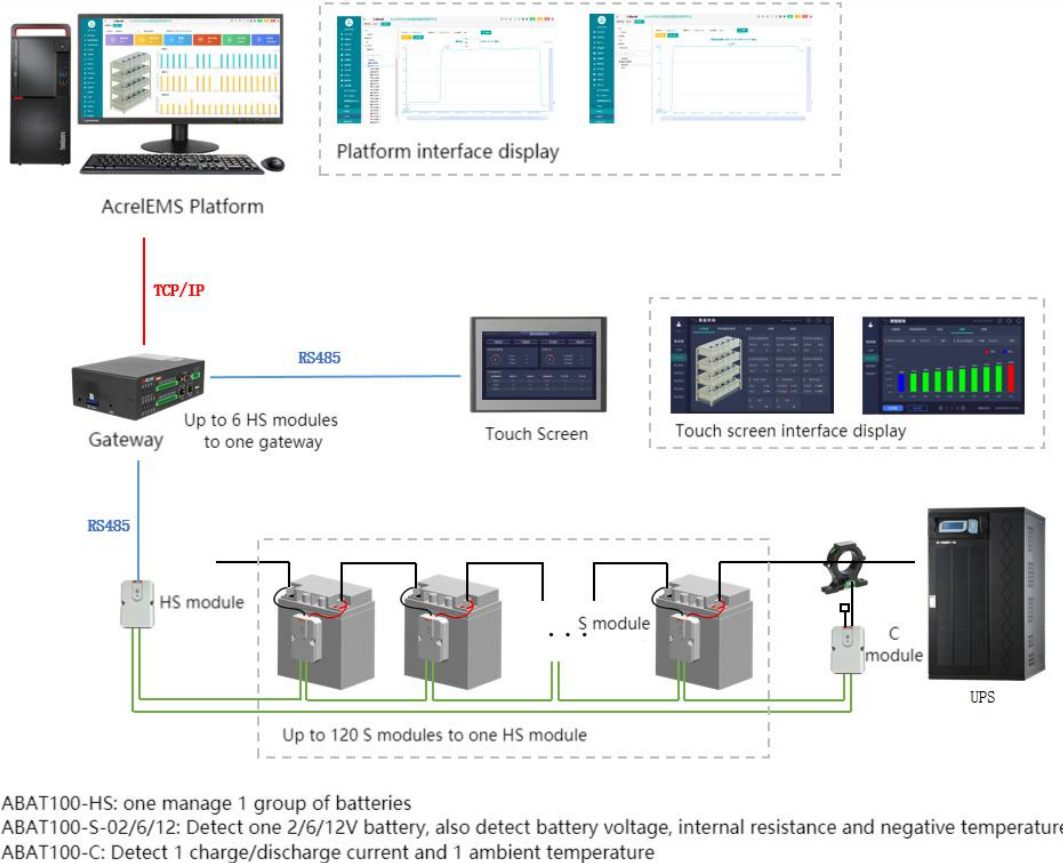 Platform interface display
AcrelEMS Platform
TCP/IP
RS485
Up to 6 HS modules
to one gateway
Gateway
Touch Screen
Touch screen interface display
RS485
HS module
S module
C
module
UPS
Up to 120 S modules to one HS module
ABAT100-HS: one manage 1 group of batteries
ABAT100-S-02/6/12: Detect one 2/6/12V battery, also detect battery voltage, internal resistance and negative temperature
ABAT100-C: Detect 1 charge/discharge current and 1 ambient temperature